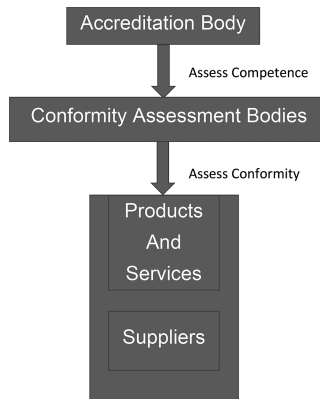 Accreditation Body
Assess Competence
Conformity Assessment Bodies
Assess Conformity
Products
And
Services
Suppliers